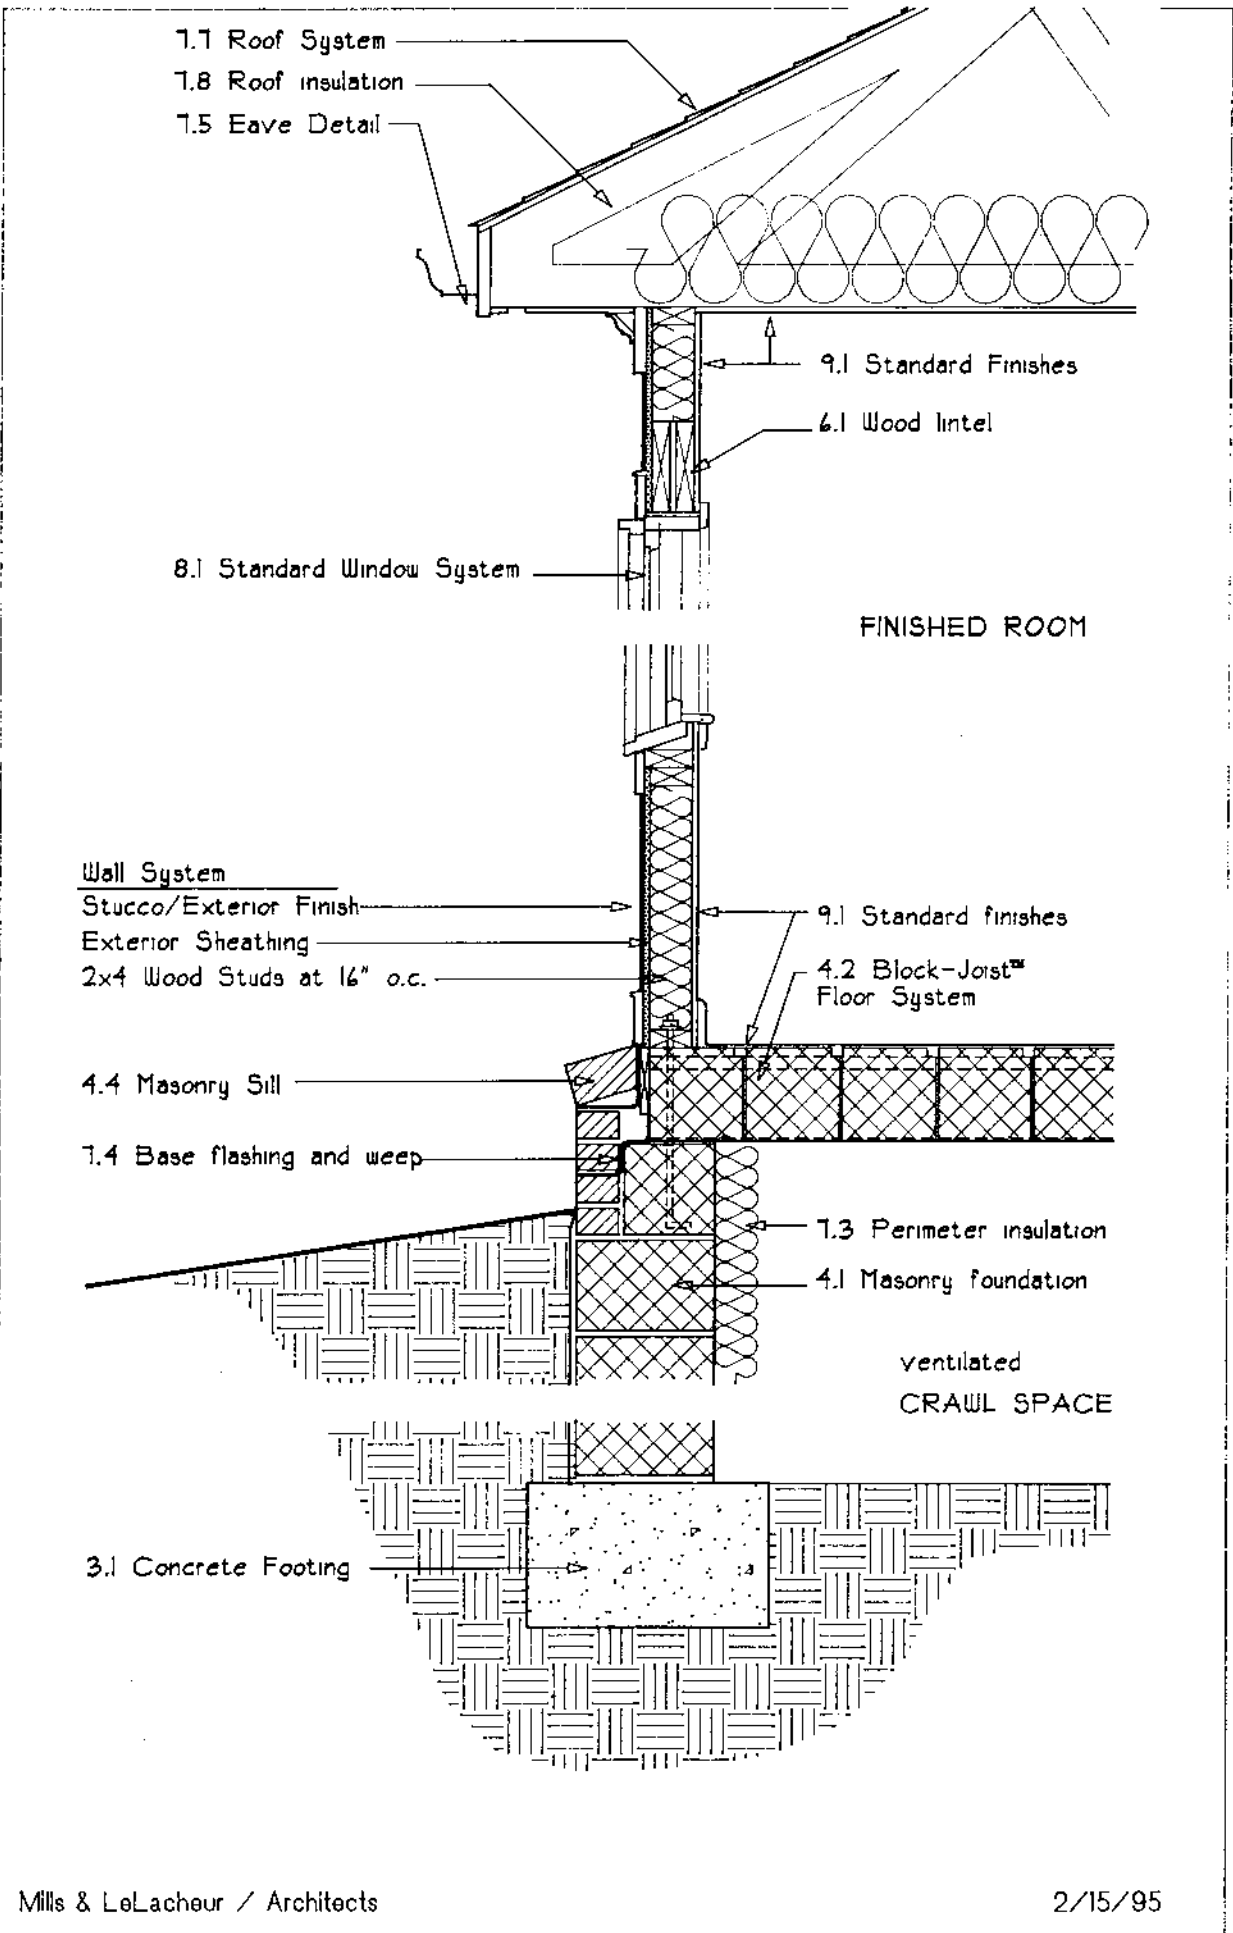 7.7 Roof System
7.8 Roof insulation
7.5 Eave Detail
9.1 Standard Finishes
6.1 Wood lintel
8.1 Standard Window System
FINISHED ROOM
Wall System
Stucco/Exterior Finish
Exterior Sheathing
2x4 Wood Studs at 16" o.c.
9.1 Standard finishes
4.2 Block-Joist™
Floor System
4.4 Masonry Sill
7.4 Base flashing and weep
7.3 Perimeter insulation
4.1 Masonry foundation
ventilated
CRAWL SPACE
3.1 Concrete Footing
Mills & LeLacheur / Architects
2/15/95